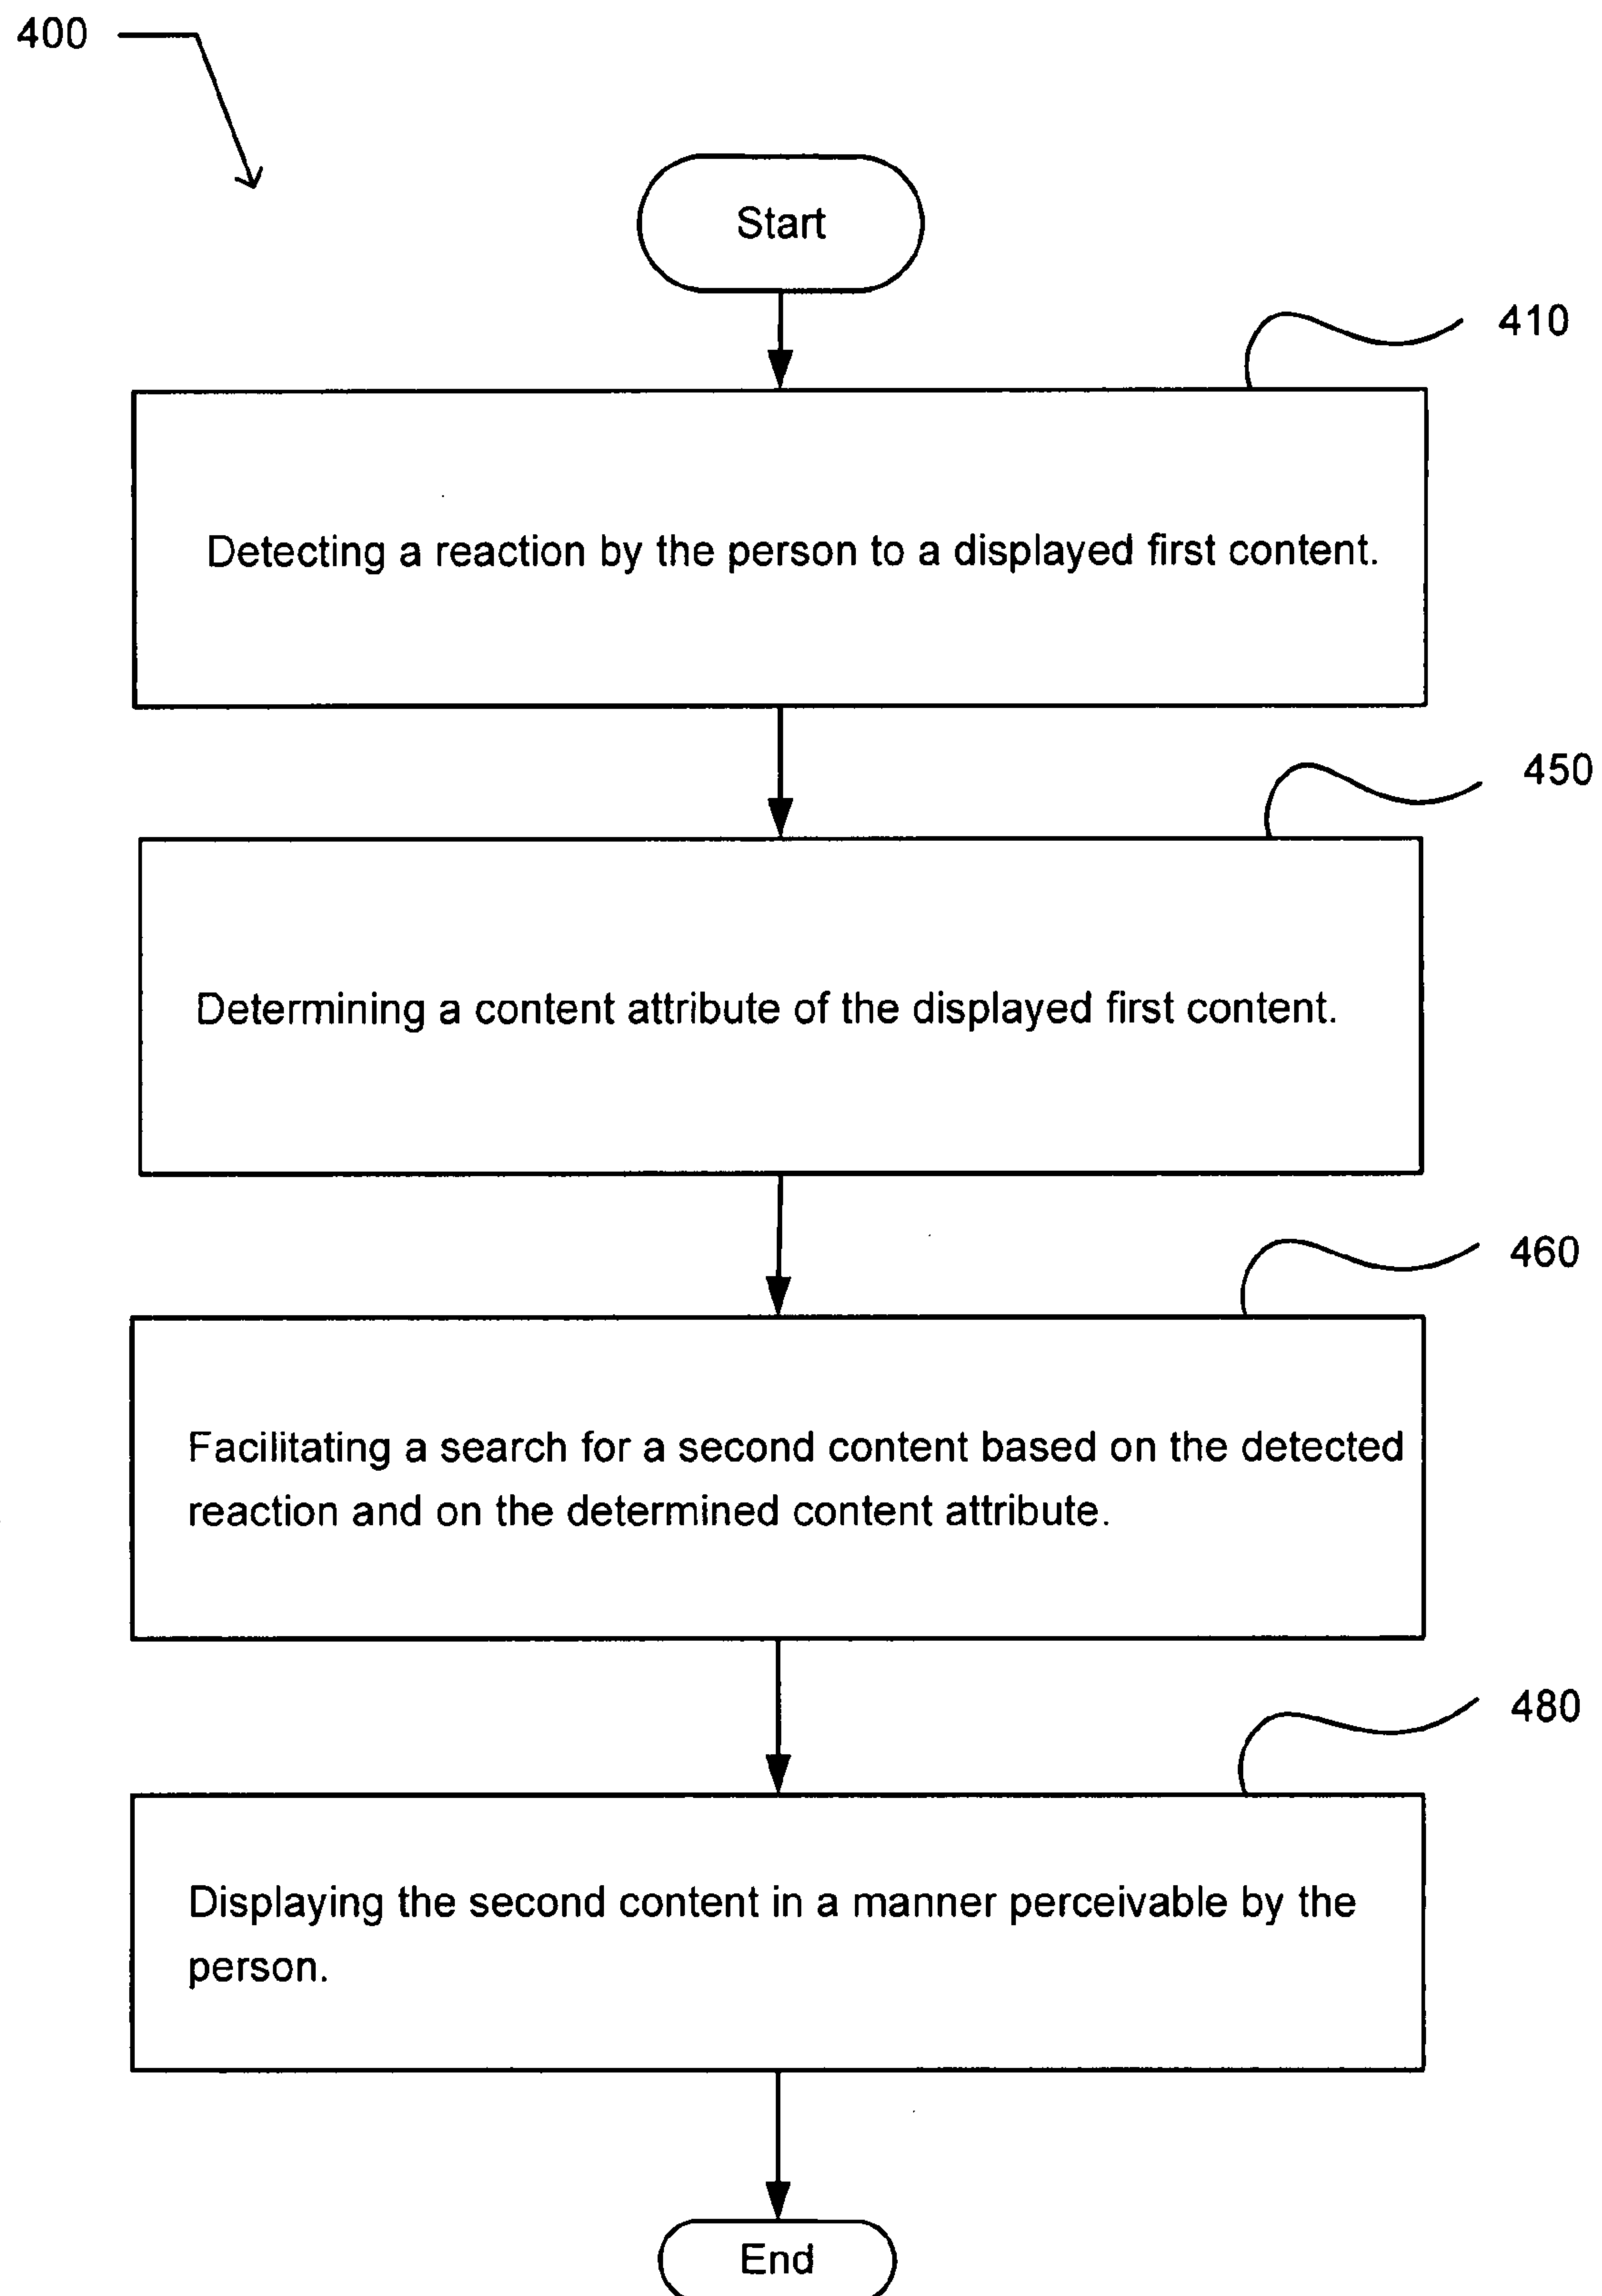 400
Start
410
Detecting a reaction by the person to a displayed first content.
450
Determining a content attribute of the displayed first content.
460
Facilitating a search for a second content based on the detected
reaction and on the determined content attribute.
480
Displaying the second content in a manner perceivable by the
person.
End